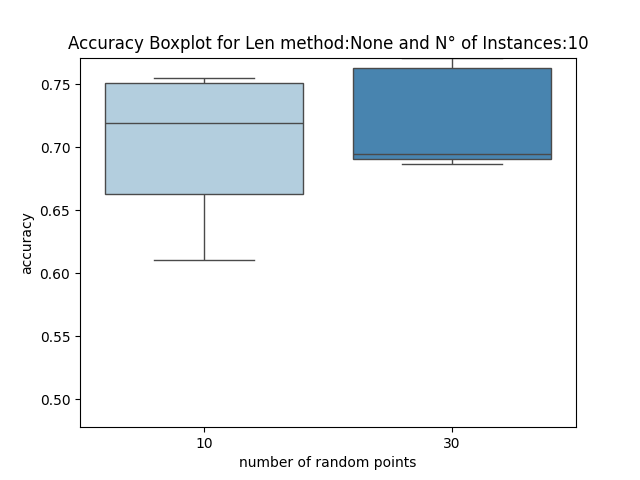 Accuracy Boxplot for Len method:None and N° of Instances:10
0.75
0.70
0.65
0.60
0.55
0.50
accuracy
10 30
number of random points